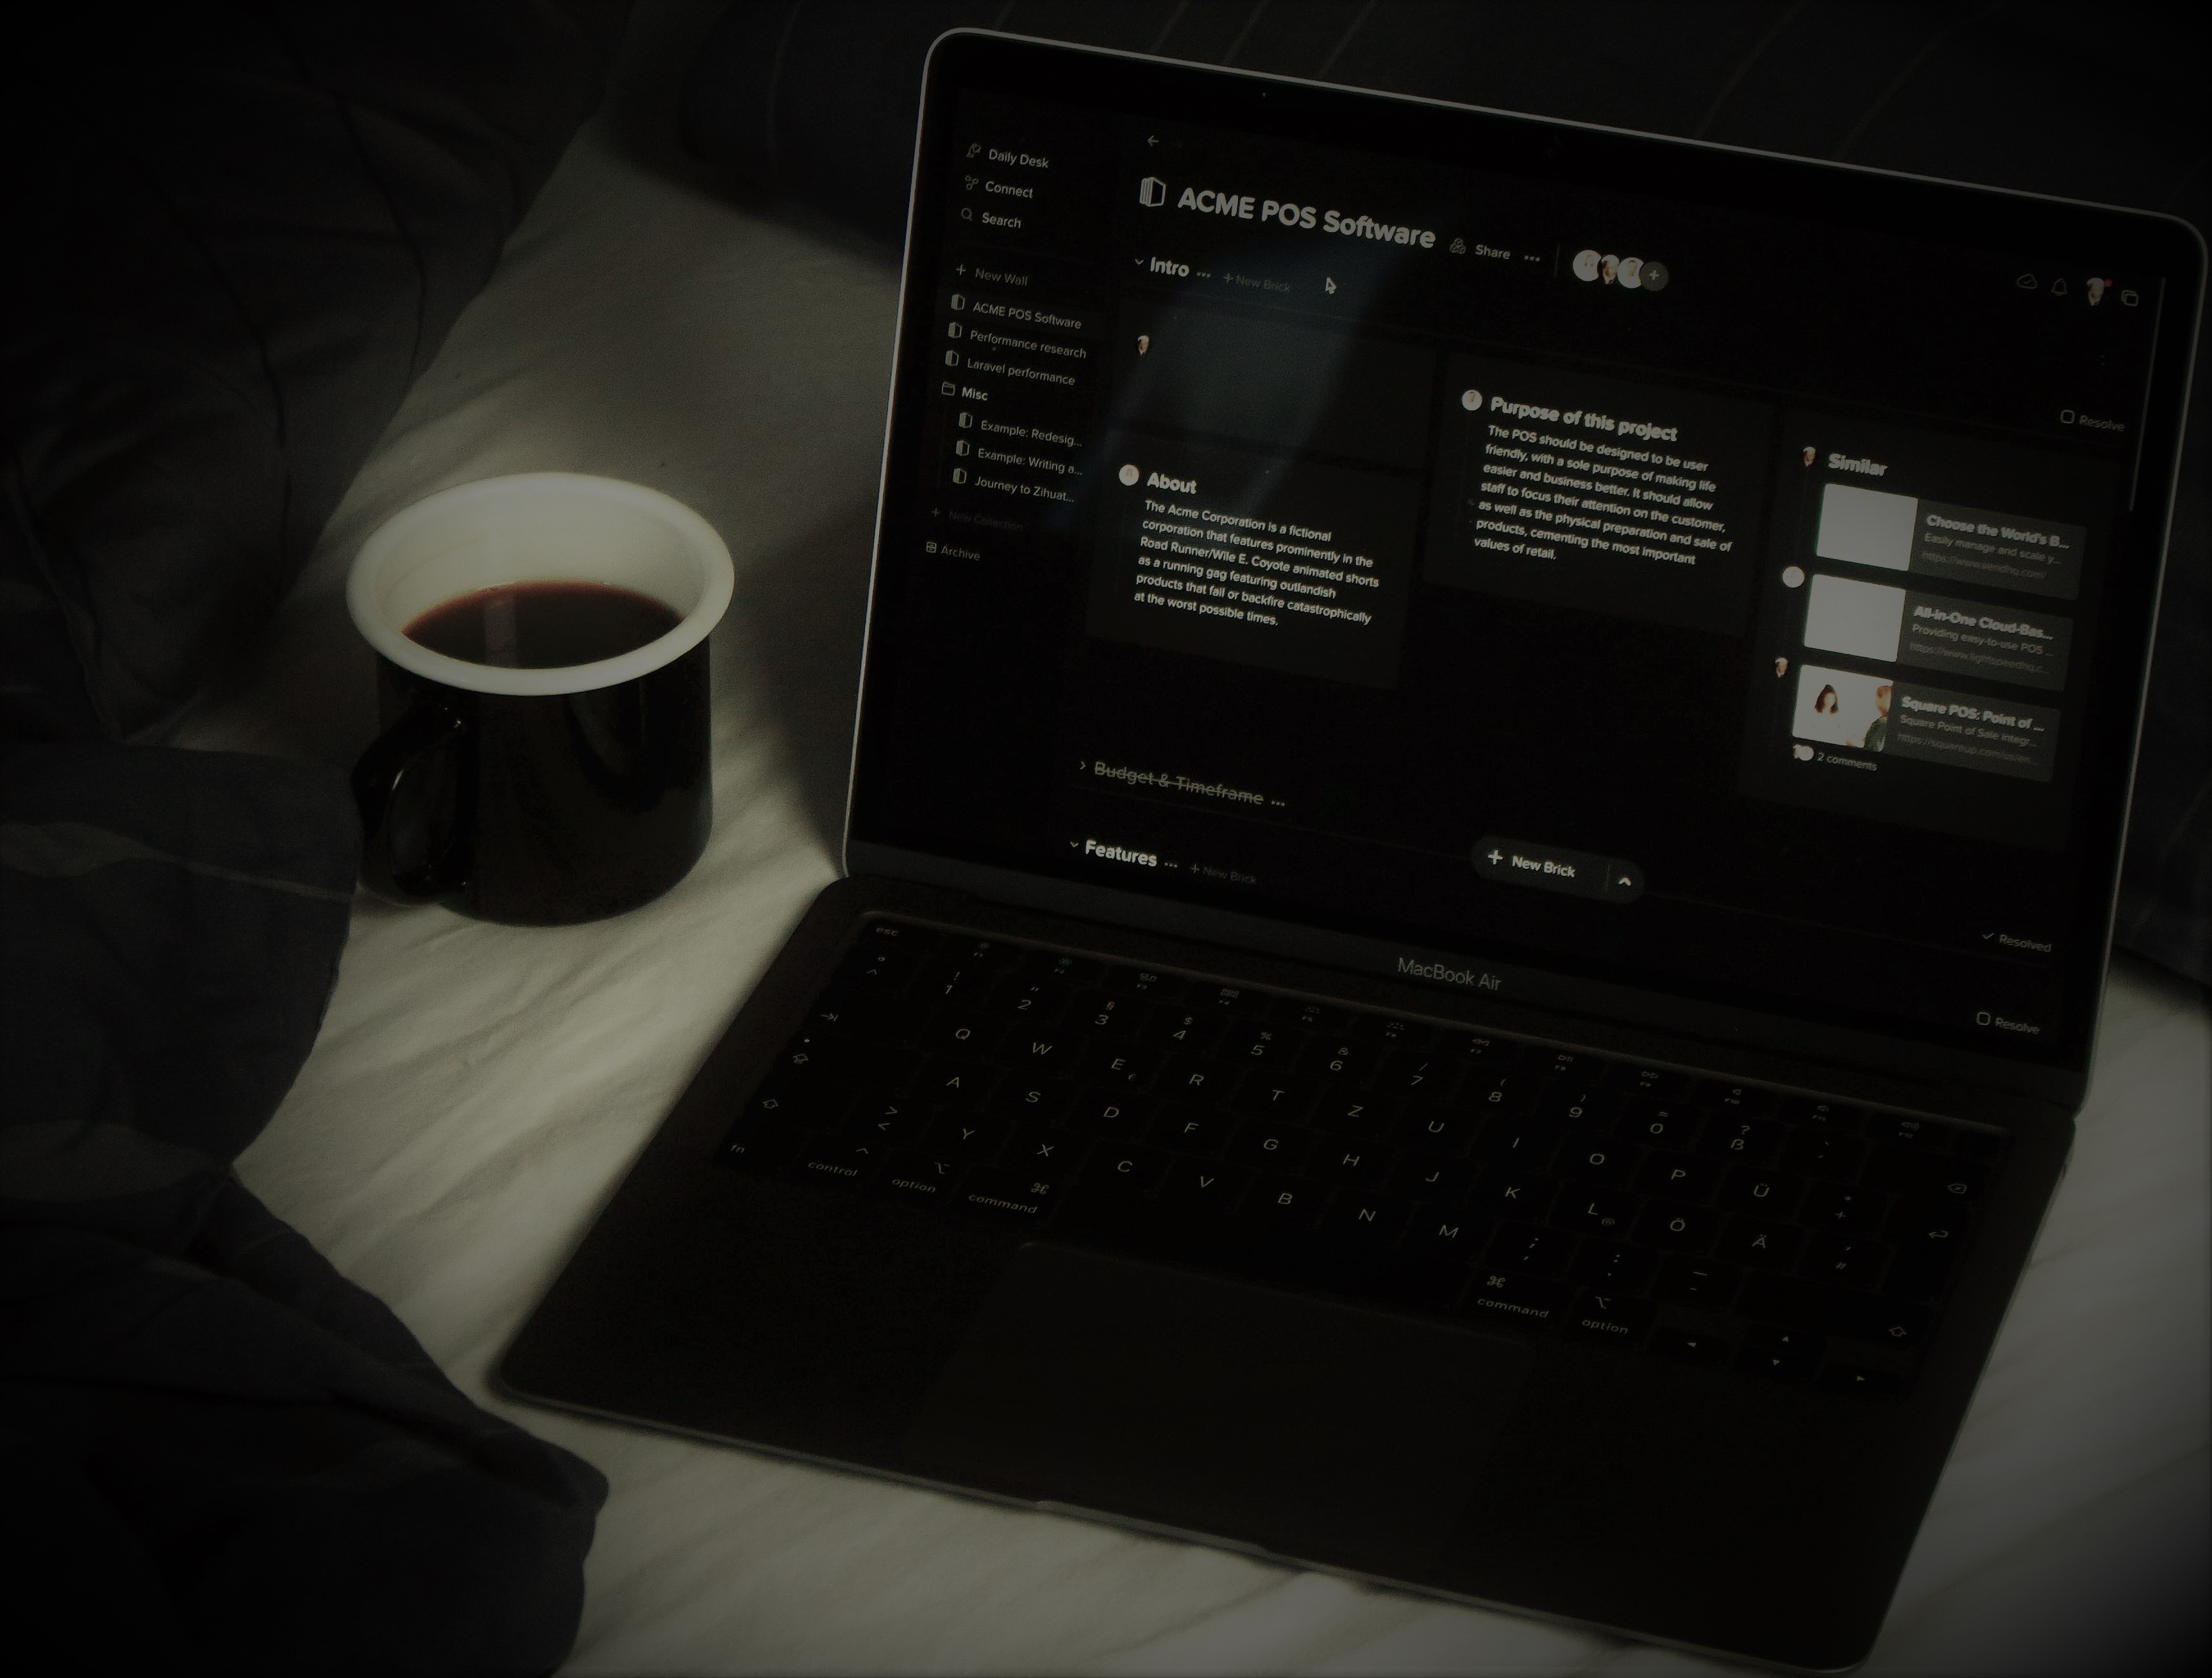 Daily Desk
Connect
Search
+ New Wall
ACME POS Software
Performance research
Laravel performance
Misc
Example: Redesig...
Example: Writing a...
Journey to Zihuat...
+ New Collection
Archive
ACME POS Software
Share ...
Intro ... + New Brick
Resolve
About
The Acme Corporation is a fictional
corporation that features prominently in the
Road Runner/Wile E. Coyote animated shorts
as a running gag featuring outlandish
products that fail or backfire catastrophically
at the worst possible times.
Purpose of this project
The POS should be designed to be user
friendly, with a sole purpose of making life
easier and business better. It should allow
staff to focus their attention on the customer,
as well as the physical preparation and sale of
products, cementing the most important
values of retail.
Similar
Choose the World's B...
Easily manage and scale y...
https://www.vendhq.com/
All-in-One Cloud-Bas...
Providing easy-to-use POS ...
https://www.lightspeedhq.c...
Square POS: Point of ...
Square Point of Sale integr...
https://squareup.com/us/en...
2 comments
Budget & Timeframe ...
Resolved
Features ... + New Brick
Resolve
+ New Brick
MacBook Air
esc
! " § $ % & / ( ) = ?
1 2 3 4 5 6 7 8 9 0 ß
Q W E R T Z U I O P Ü
A S D F G H J K L Ö Ä
Y X C V B N M
fn control option command command option